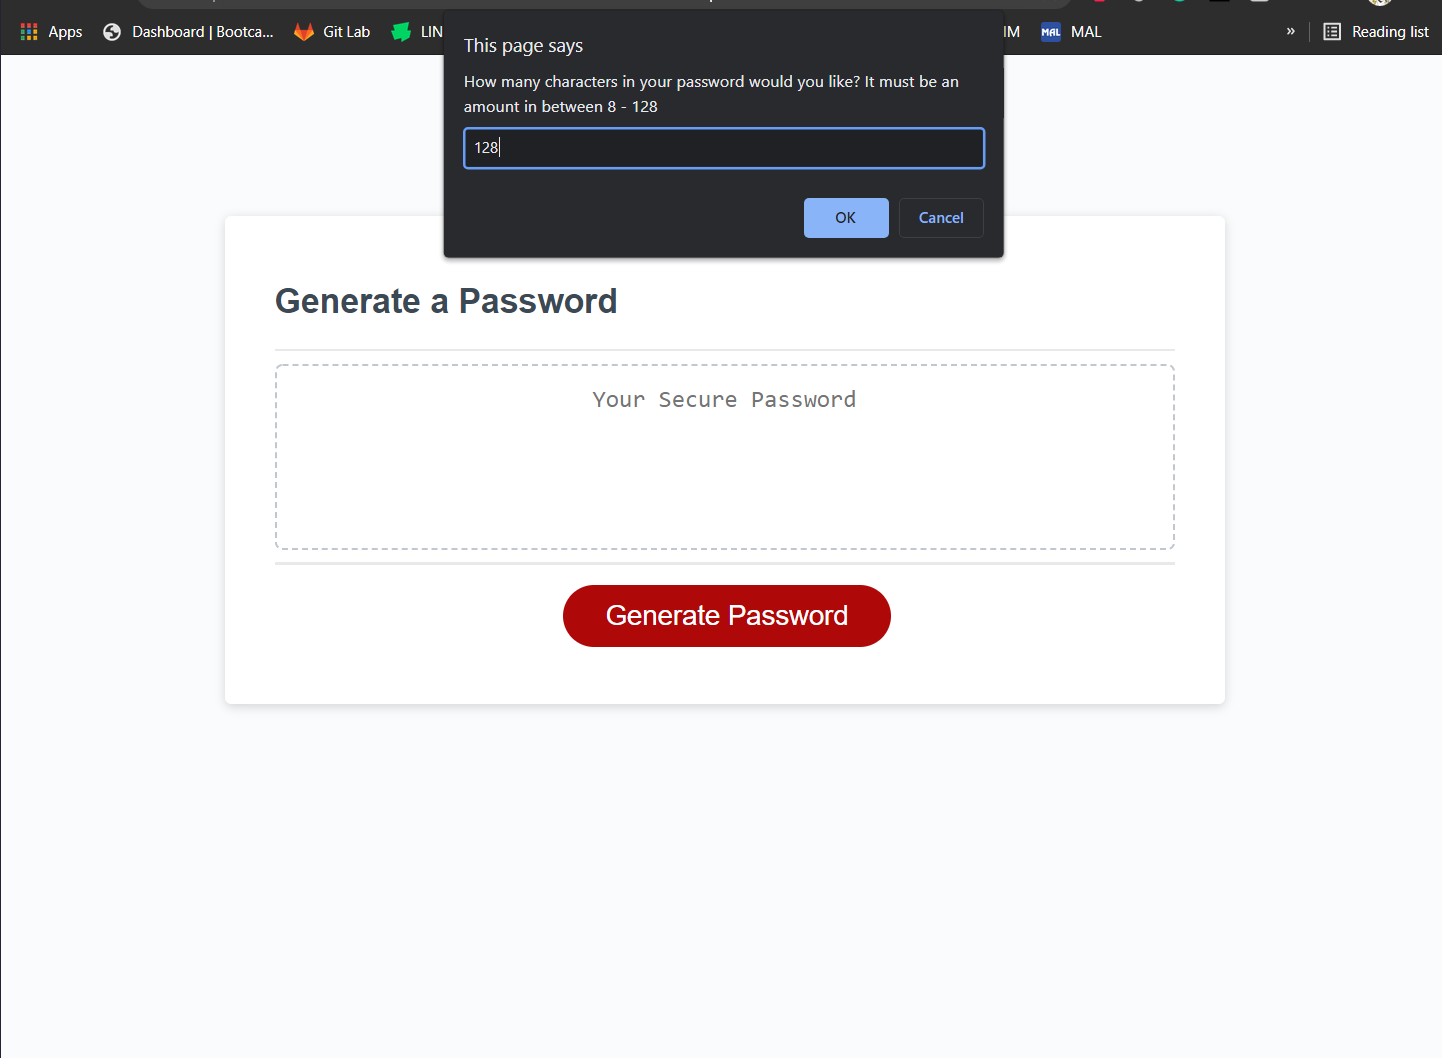 Apps
Dashboard | Bootca...
Git Lab
LIN
IM
MAL
MAL
»
Reading list
This page says
How many characters in your password would you like? It must be an
amount in between 8 - 128
128
OK
Cancel
Generate a Password
Your Secure Password
Generate Password